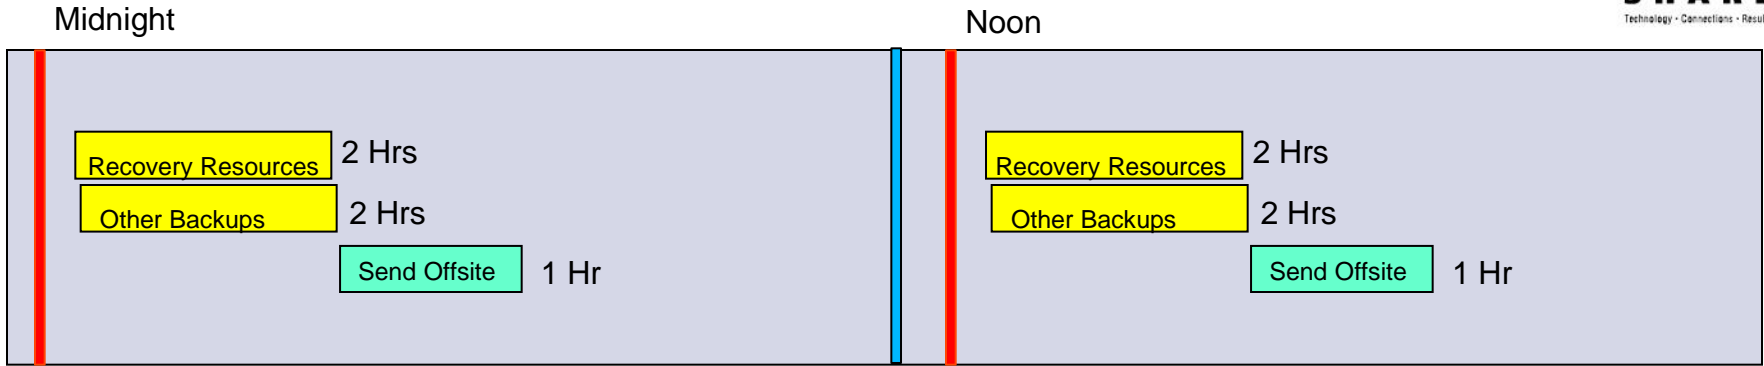 Midnight
Noon
Technology · Connections · Resul
Recovery Resources
2 Hrs
Recovery Resources
2 Hrs
Other Backups
2 Hrs
Other Backups
2 Hrs
Send Offsite
1 Hr
Send Offsite
1 Hr